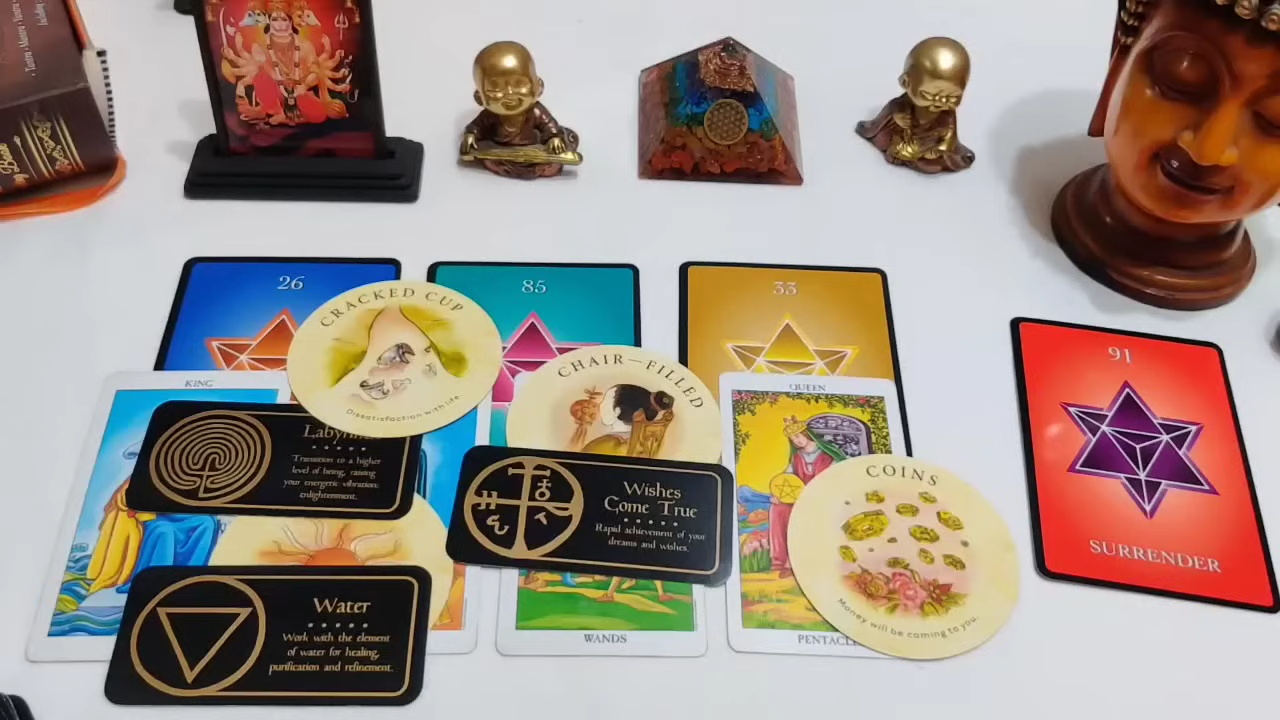 26
85
33
91
SURRENDER
CRACKED CUP
Dissatisfaction with life
CHAIR—FILLED
KING
QUEEN
Transition to a higher
level of being, raising
your energetic vibration:
enlightenment.
Wishes
Come True
Rapid achievement of your
dreams and wishes.
COINS
Money will be coming to you.
Water
Work with the element
of water for healing,
purification and refinement.
WANDS